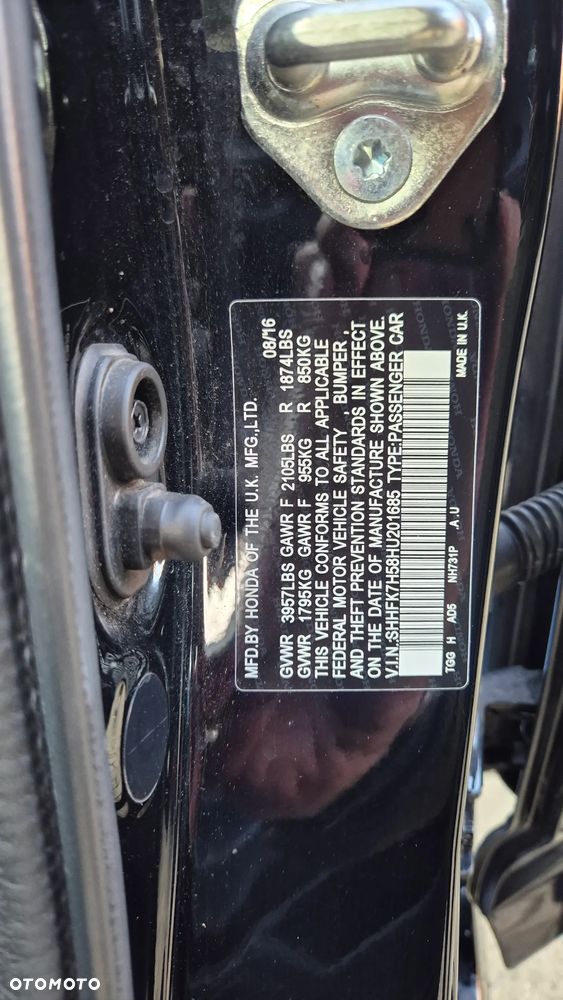 MFD.BY HONDA OF THE U.K. MFG.,LTD. 08/16
GVWR 3957LBS GAWR F 2105LBS R 1874LBS
GVWR 1795KG GAWR F 955KG R 850KG
THIS VEHICLE CONFORMS TO ALL APPLICABLE
FEDERAL MOTOR VEHICLE SAFETY , BUMPER ,
AND THEFT PREVENTION STANDARDS IN EFFECT
ON THE DATE OF MANUFACTURE SHOWN ABOVE.
V.I.N.:SHHFK7H58HU201685 TYPE:PASSENGER CAR
TGG H AD5 NH731P A.U MADE IN U.K.
OTOMOTO